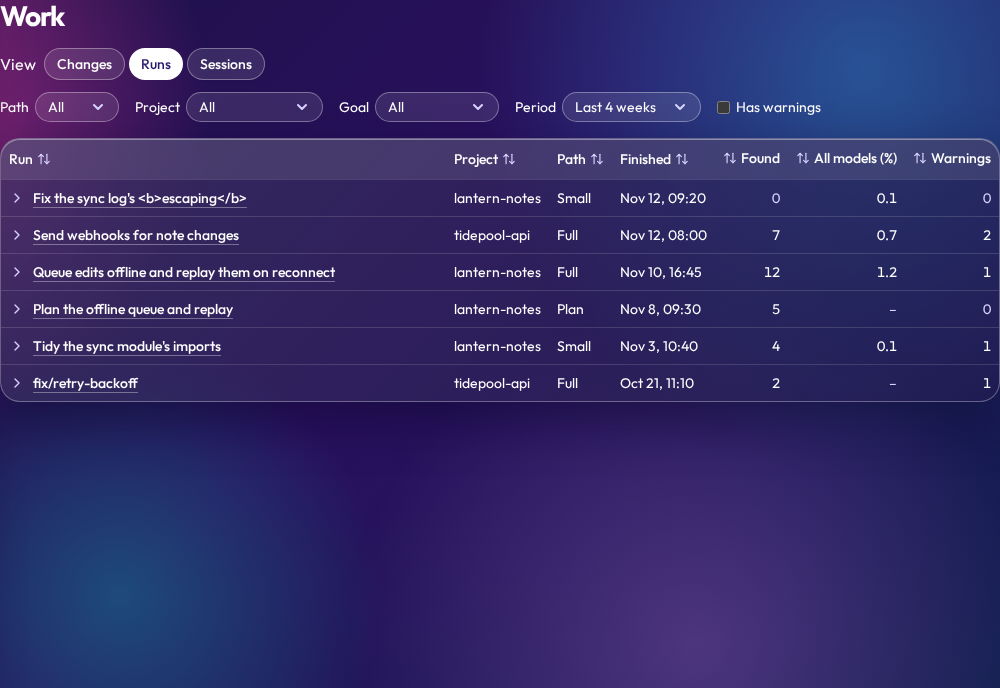 Work
View Changes Runs Sessions
Path All Project All Goal All Period Last 4 weeks Has warnings
Run Project Path Finished Found All models (%) Warnings
Fix the sync log's <b>escaping</b> lantern-notes Small Nov 12, 09:20 0 0.1 0
Send webhooks for note changes tidepool-api Full Nov 12, 08:00 7 0.7 2
Queue edits offline and replay them on reconnect lantern-notes Full Nov 10, 16:45 12 1.2 1
Plan the offline queue and replay lantern-notes Plan Nov 8, 09:30 5 – 0
Tidy the sync module's imports lantern-notes Small Nov 3, 10:40 4 0.1 1
fix/retry-backoff tidepool-api Full Oct 21, 11:10 2 – 1